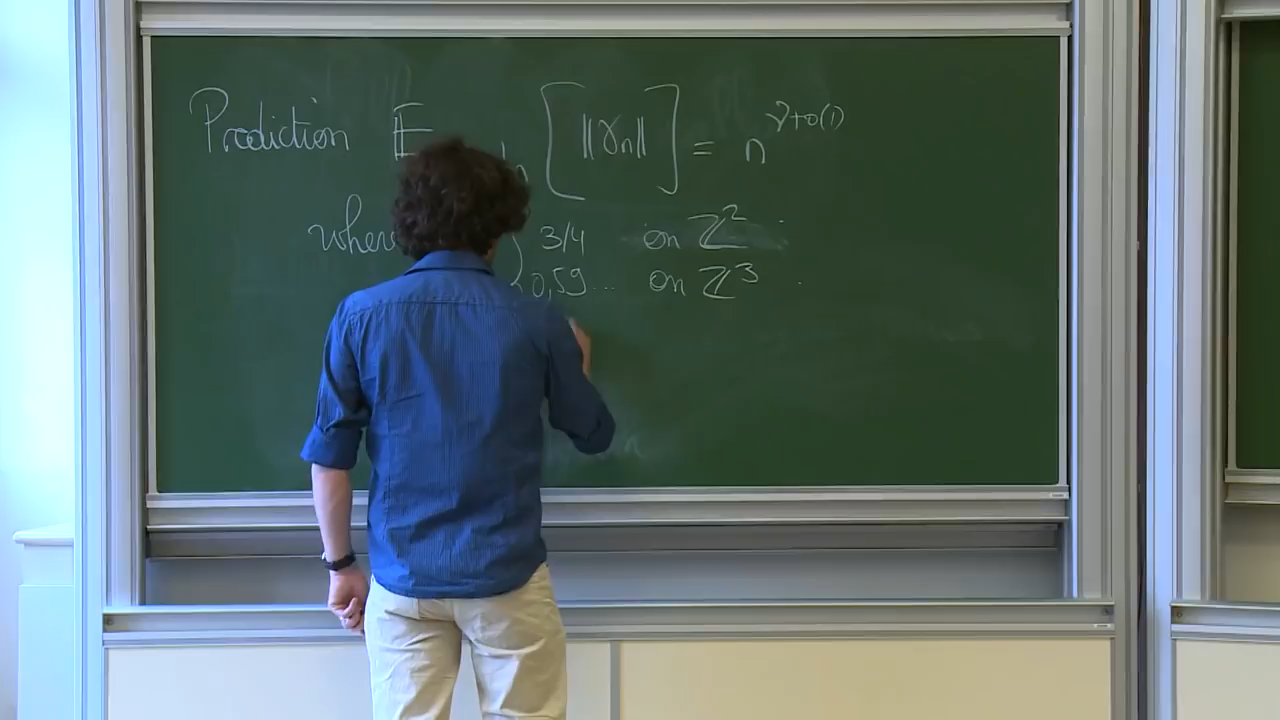 Prediction E n [ ||γn|| ] = n^{ν+o(1)}
where { 3/4 on ℤ²
0,59... on ℤ³